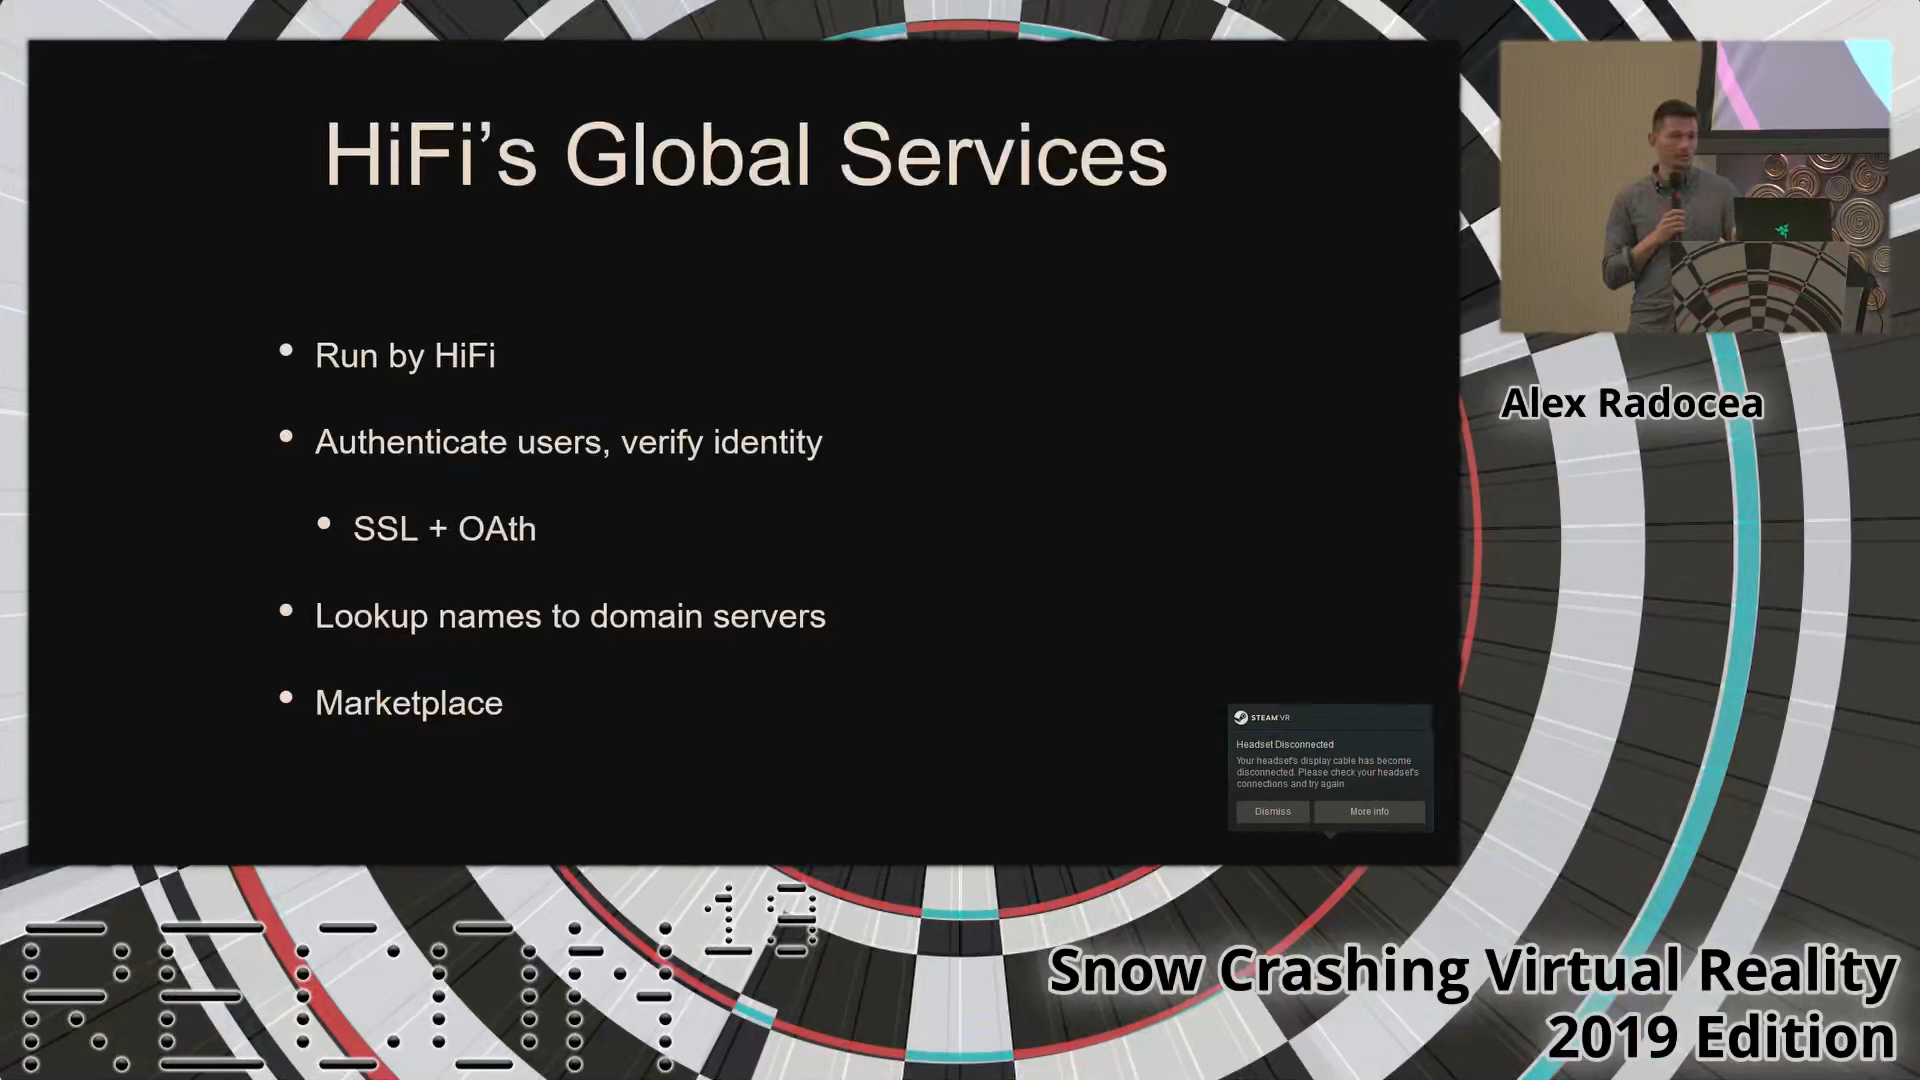 HiFi’s Global Services
Run by HiFi
Authenticate users, verify identity
SSL + OAth
Lookup names to domain servers
Marketplace
STEAM VR
Headset Disconnected
Your headset's display cable has become
disconnected. Please check your headset's
connections and try again
Dismiss
More info
Alex Radocea
RECON 19
Snow Crashing Virtual Reality
2019 Edition